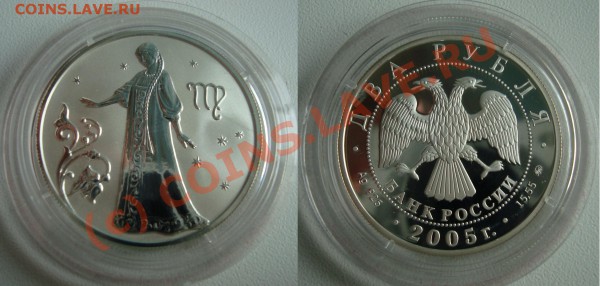 COINS.LAVE.RU
(c) COINS.LAVE.RU
ДВА РУБЛЯ
БАНК РОССИИ
2005 г.